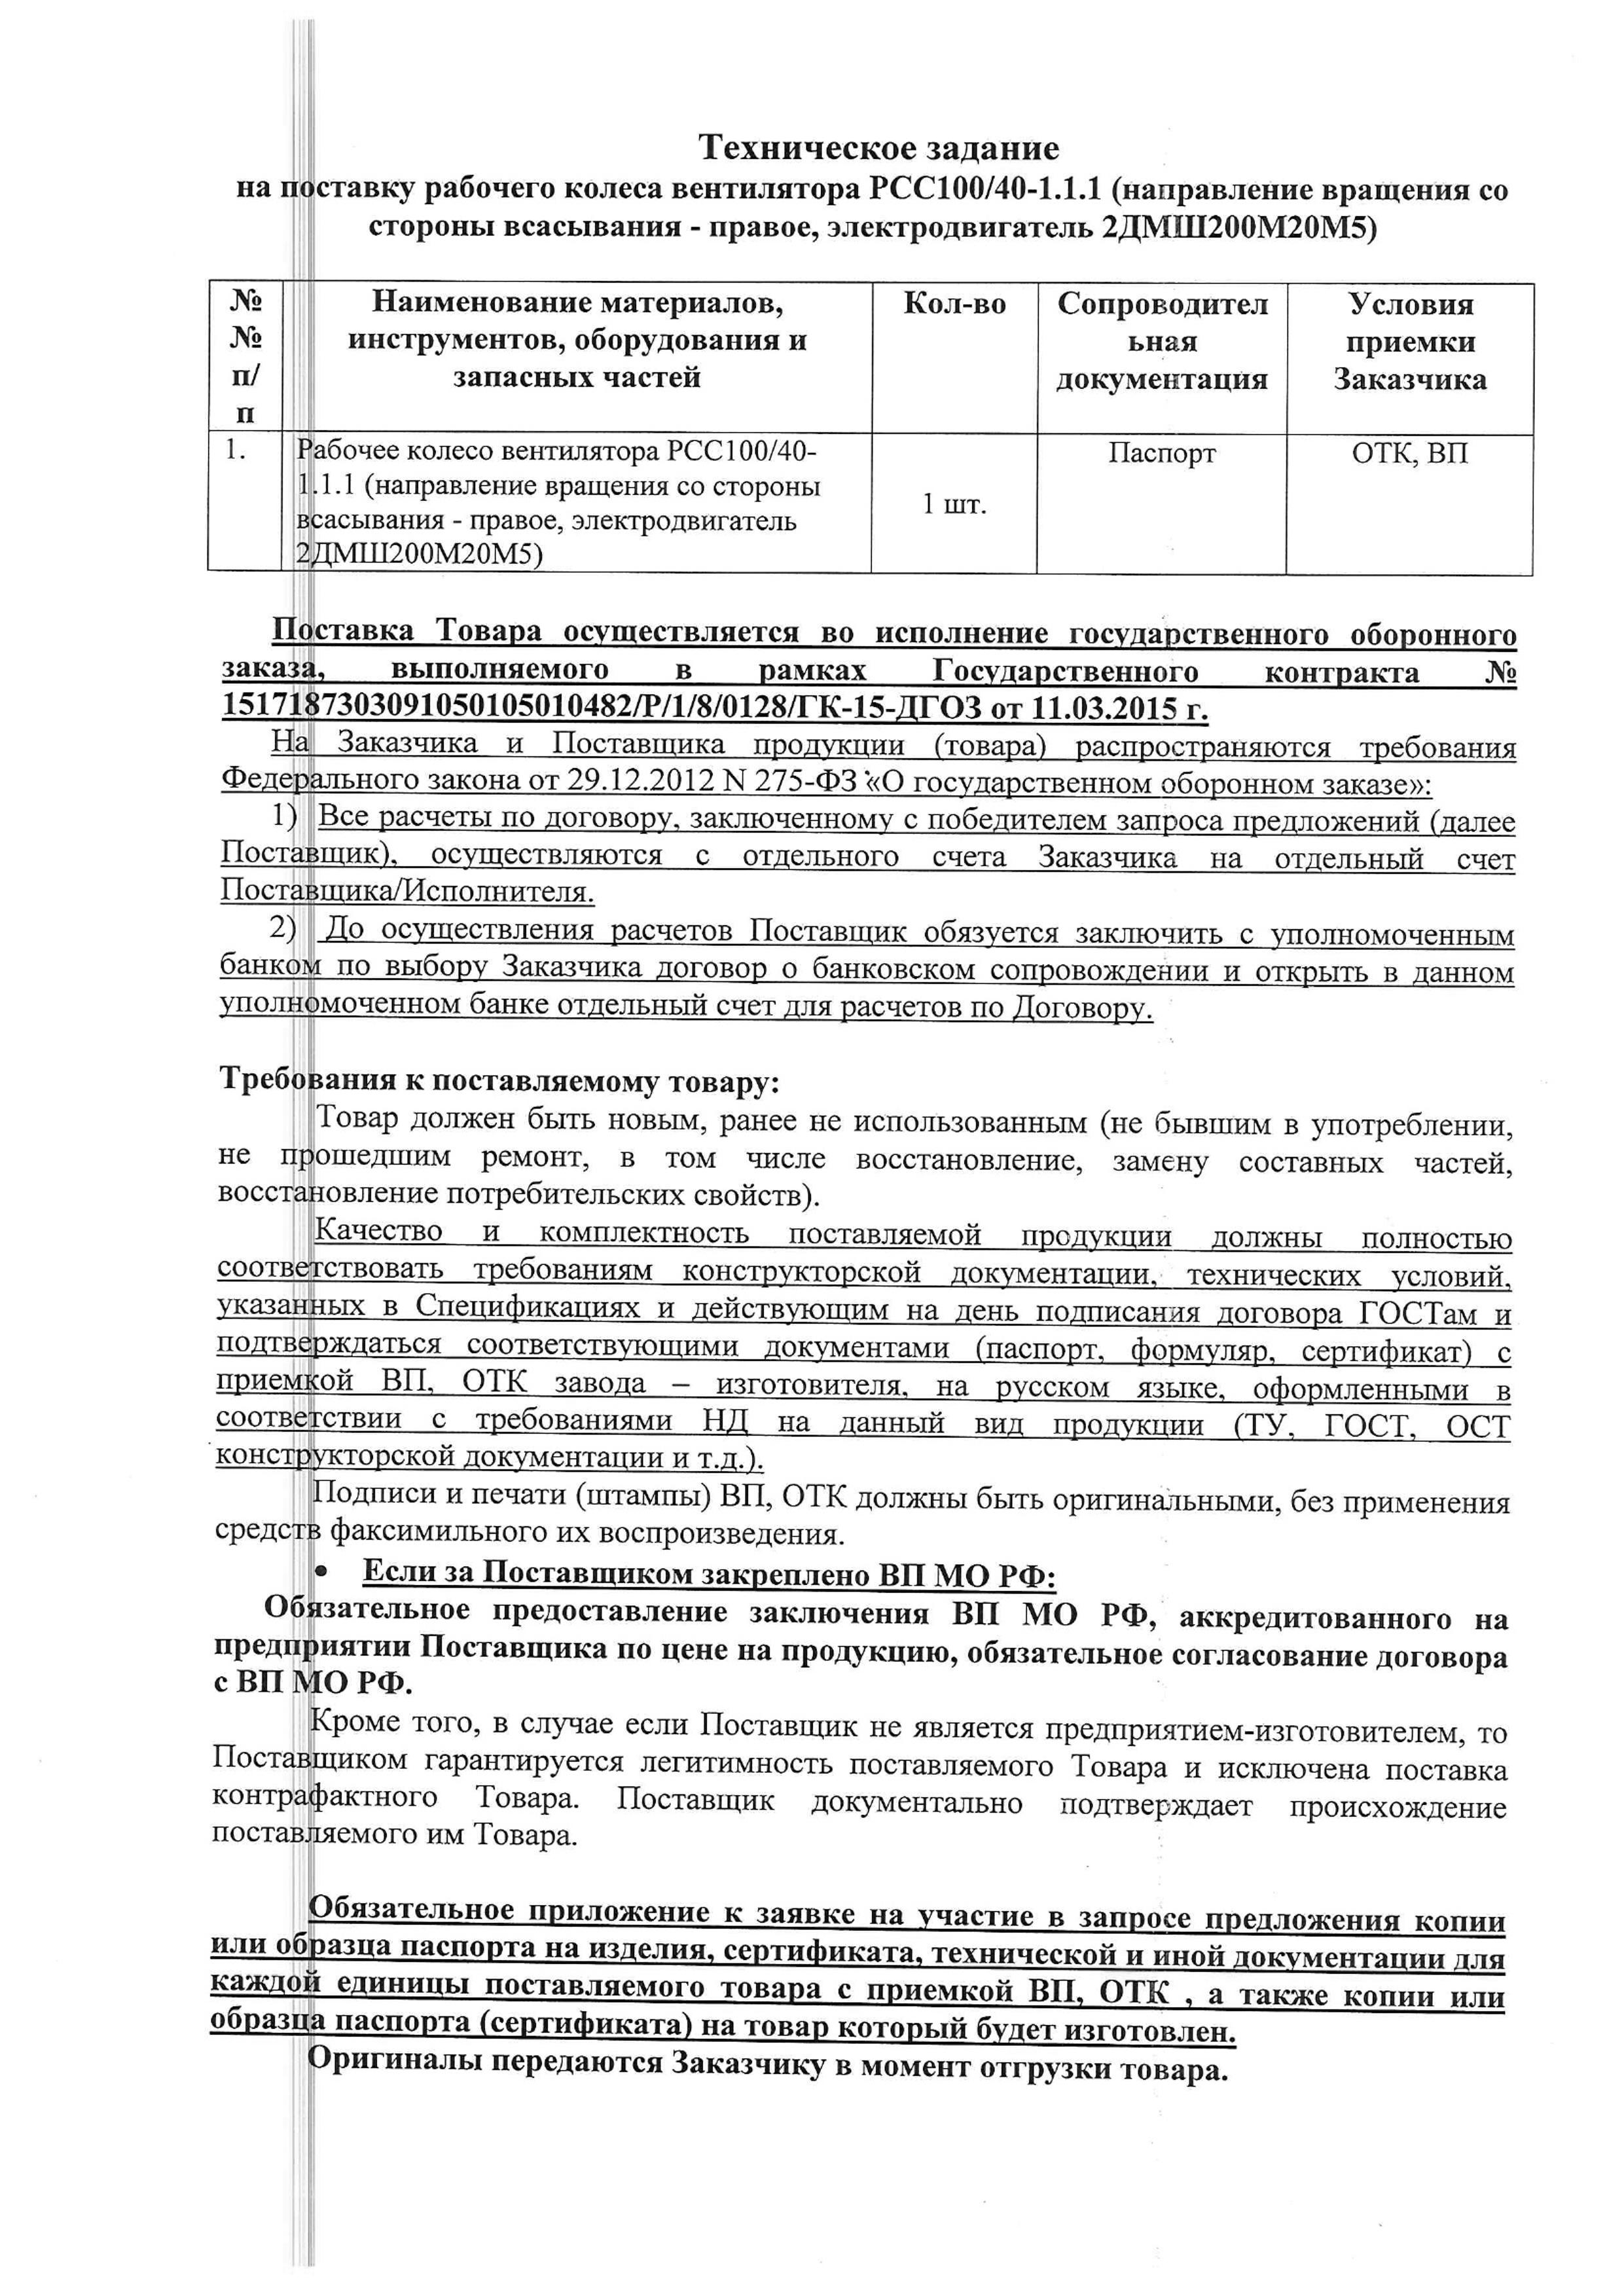 Техническое задание
на поставку рабочего колеса вентилятора РСС100/40-1.1.1 (направление вращения со
стороны всасывания - правое, электродвигатель 2ДМШ200М20М5)
№
№
п/
п
Наименование материалов,
инструментов, оборудования и
запасных частей
Кол-во
Сопроводител
ьная
документация
Условия
приемки
Заказчика
1.
Рабочее колесо вентилятора РСС100/40-
1.1.1 (направление вращения со стороны
всасывания - правое, электродвигатель
2ДМШ200М20М5)
1 шт.
Паспорт
ОТК, ВП
Поставка Товара осуществляется во исполнение государственного оборонного
заказа, выполняемого в рамках Государственного контракта №
1517187303091050105010482/Р/1/8/0128/ГК-15-ДГОЗ от 11.03.2015 г.
На Заказчика и Поставщика продукции (товара) распространяются требования
Федерального закона от 29.12.2012 N 275-ФЗ «О государственном оборонном заказе»:
1) Все расчеты по договору, заключенному с победителем запроса предложений (далее
Поставщик), осуществляются с отдельного счета Заказчика на отдельный счет
Поставщика/Исполнителя.
2) До осуществления расчетов Поставщик обязуется заключить с уполномоченным
банком по выбору Заказчика договор о банковском сопровождении и открыть в данном
уполномоченном банке отдельный счет для расчетов по Договору.
Требования к поставляемому товару:
Товар должен быть новым, ранее не использованным (не бывшим в употреблении,
не прошедшим ремонт, в том числе восстановление, замену составных частей,
восстановление потребительских свойств).
Качество и комплектность поставляемой продукции должны полностью
соответствовать требованиям конструкторской документации, технических условий,
указанных в Спецификациях и действующим на день подписания договора ГОСТам и
подтверждаться соответствующими документами (паспорт, формуляр, сертификат) с
приемкой ВП, ОТК завода – изготовителя, на русском языке, оформленными в
соответствии с требованиями НД на данный вид продукции (ТУ, ГОСТ, ОСТ
конструкторской документации и т.д.).
Подписи и печати (штампы) ВП, ОТК должны быть оригинальными, без применения
средств факсимильного их воспроизведения.
• Если за Поставщиком закреплено ВП МО РФ:
Обязательное предоставление заключения ВП МО РФ, аккредитованного на
предприятии Поставщика по цене на продукцию, обязательное согласование договора
с ВП МО РФ.
Кроме того, в случае если Поставщик не является предприятием-изготовителем, то
Поставщиком гарантируется легитимность поставляемого Товара и исключена поставка
контрафактного Товара. Поставщик документально подтверждает происхождение
поставляемого им Товара.
Обязательное приложение к заявке на участие в запросе предложения копии
или образца паспорта на изделия, сертификата, технической и иной документации для
каждой единицы поставляемого товара с приемкой ВП, ОТК , а также копии или
образца паспорта (сертификата) на товар который будет изготовлен.
Оригиналы передаются Заказчику в момент отгрузки товара.